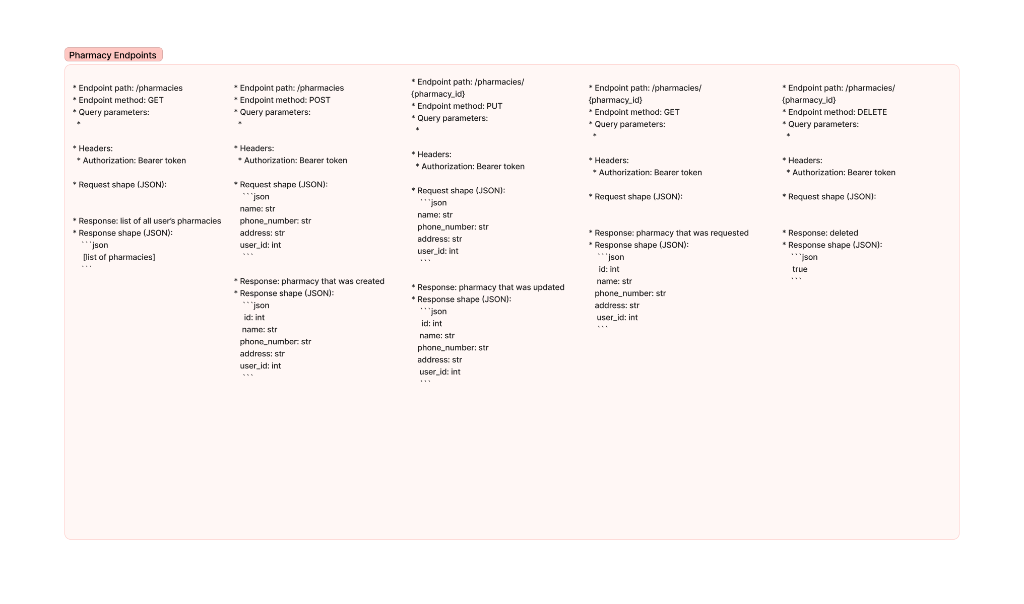 Pharmacy Endpoints
* Endpoint path: /pharmacies
* Endpoint method: GET
* Query parameters:
*
* Headers:
* Authorization: Bearer token
* Request shape (JSON):
* Response: list of all user's pharmacies
* Response shape (JSON):
```json
[list of pharmacies]
```
* Endpoint path: /pharmacies
* Endpoint method: POST
* Query parameters:
*
* Headers:
* Authorization: Bearer token
* Request shape (JSON):
```json
name: str
phone_number: str
address: str
user_id: int
```
* Response: pharmacy that was created
* Response shape (JSON):
```json
id: int
name: str
phone_number: str
address: str
user_id: int
```
* Endpoint path: /pharmacies/
{pharmacy_id}
* Endpoint method: PUT
* Query parameters:
*
* Headers:
* Authorization: Bearer token
* Request shape (JSON):
```json
name: str
phone_number: str
address: str
user_id: int
```
* Response: pharmacy that was updated
* Response shape (JSON):
```json
id: int
name: str
phone_number: str
address: str
user_id: int
```
* Endpoint path: /pharmacies/
{pharmacy_id}
* Endpoint method: GET
* Query parameters:
*
* Headers:
* Authorization: Bearer token
* Request shape (JSON):
* Response: pharmacy that was requested
* Response shape (JSON):
```json
id: int
name: str
phone_number: str
address: str
user_id: int
```
* Endpoint path: /pharmacies/
{pharmacy_id}
* Endpoint method: DELETE
* Query parameters:
*
* Headers:
* Authorization: Bearer token
* Request shape (JSON):
* Response: deleted
* Response shape (JSON):
```json
true
```